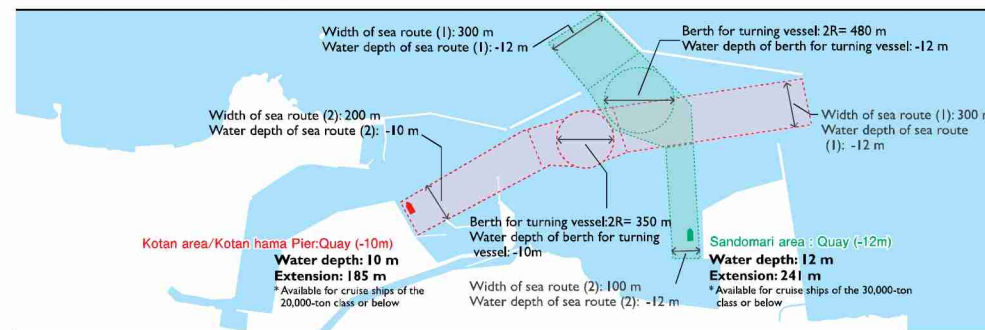 Width of sea route (1): 300 m
Water depth of sea route (1): -12 m
Berth for turning vessel: 2R= 480 m
Water depth of berth for turning vessel: -12 m
Width of sea route (2): 200 m
Water depth of sea route (2): -10 m
Width of sea route (1): 300 m
Water depth of sea route
(1): -12 m
Berth for turning vessel:2R= 350 m
Water depth of berth for turning
vessel: -10m
Kotan area/Kotan hama Pier:Quay (-10m)
Water depth: 10 m
Extension: 185 m
* Available for cruise ships of the
20,000-ton class or below
Width of sea route (2): 100 m
Water depth of sea route (2): -12 m
Sandomari area : Quay (-12m)
Water depth: 12 m
Extension: 241 m
* Available for cruise ships of the 30,000-ton
class or below